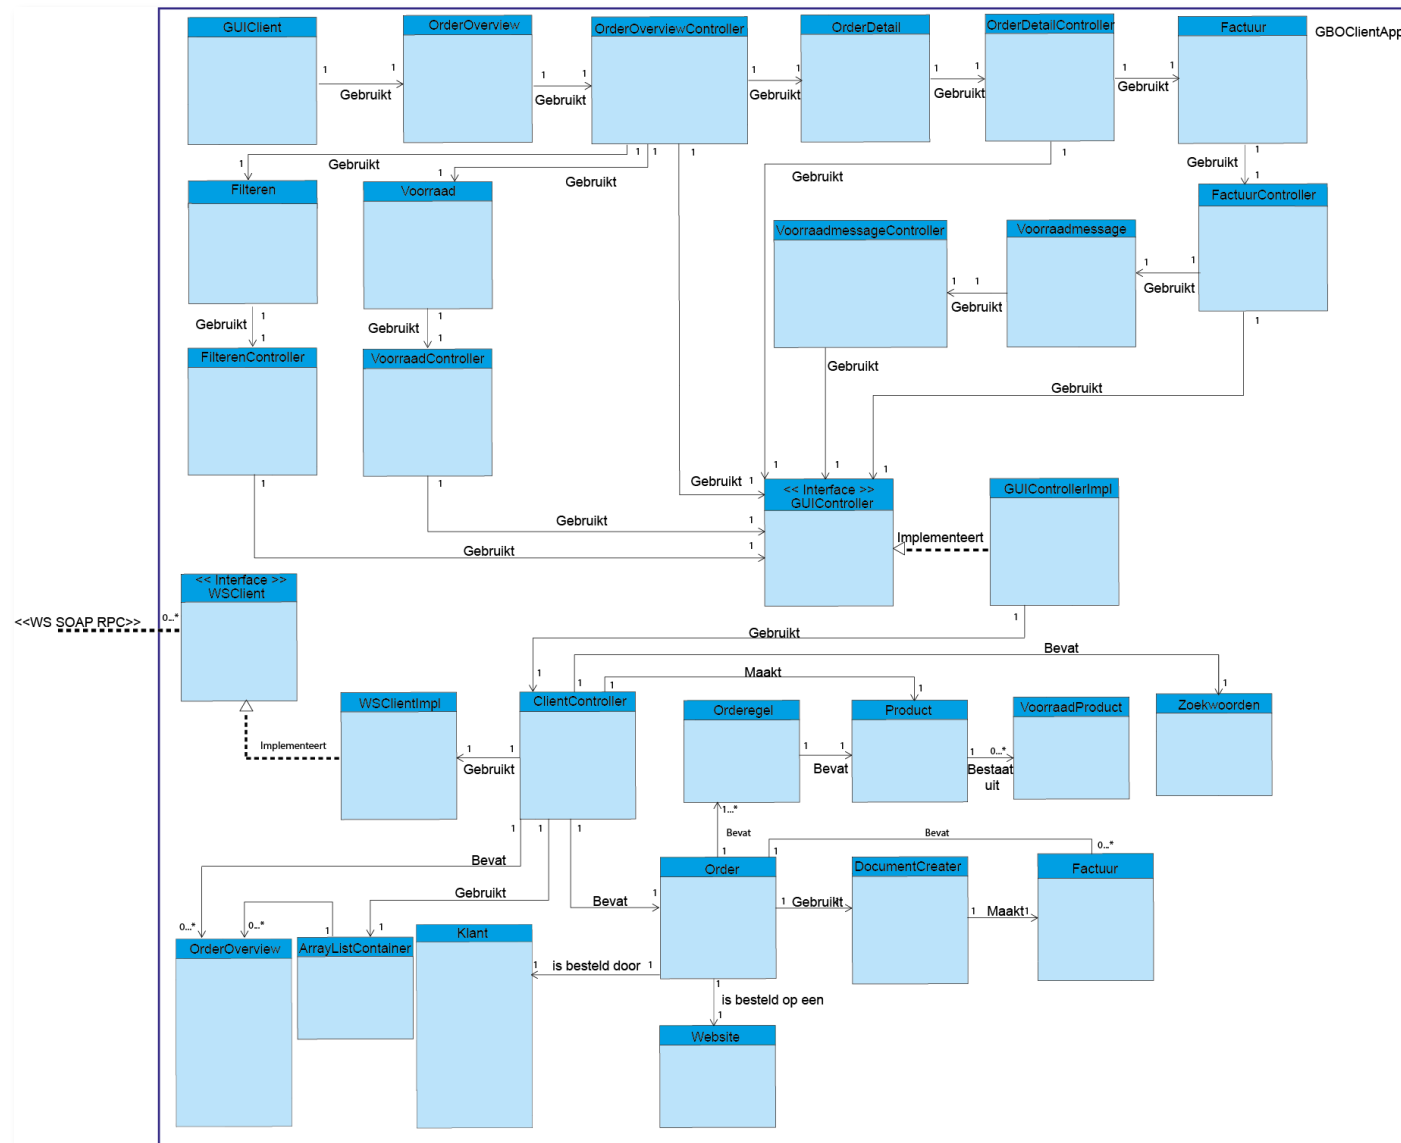 GUIClient
OrderOverview
OrderOverviewController
OrderDetail
OrderDetailController
Factuur
GBOClientApp
1 1
Gebruikt
1 1
Gebruikt
1 1
Gebruikt
1 1
Gebruikt
1 1
Gebruikt
1 1 1
1
Gebruikt
1
Gebruikt
1
Gebruikt
1
Gebruikt
1
Filteren
Voorraad
VoorraadmessageController
Voorraadmessage
FactuurController
1 1
Gebruikt
1 1
Gebruikt
1
Gebruikt
1
1
Gebruikt
1
1
Gebruikt
1
Gebruikt
FilterenController
VoorraadController
1
1
Gebruikt
1
Gebruikt
1
Gebruikt
1
1 1 1
<< Interface >>
GUIController
GUIControllerImpl
Implementeert
1
Gebruikt
<< Interface >>
WSClient
<<WS SOAP RPC>>
0...*
Implementeert
WSClientImpl
1 1
Gebruikt
ClientController
1
1 1
Maakt
1
Bevat
1
Orderegel
Product
VoorraadProduct
Zoekwoorden
1 1
Bevat
1 0...*
Bestaat
uit
1...*
Bevat
1
1
Bevat
0...*
1 1 1
Bevat
0...*
Gebruikt
1
Bevat
1
0...*
1
OrderOverview
ArrayListContainer
Klant
Order
DocumentCreater
Factuur
1 Gebruikt 1
1 Maakt 1
1 is besteld door 1
1
is besteld op een
1
Website